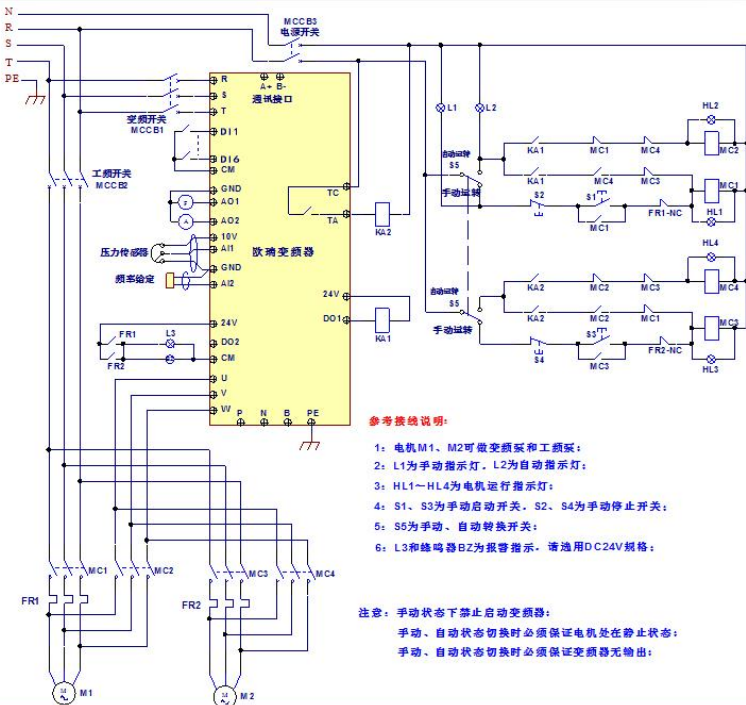 N
R
S
T
PE
MCCB3
电源开关
R
S
T
A+ B-
通讯接口
变频开关
MCCB1
DI1
DI6
CM
工频开关
MCCB2
GND
AO1
F
AO2
A
10V
AI1
压力传感器
GND
频率给定
AI2
欧瑞变频器
TC
TA
KA2
24V
DO1
KA1
24V
FR1
L3
DO2
FR2
CM
U
V
W
P N B PE
L1
L2
自动运转
S5
手动运转
KA1 MC1 MC4
HL2
MC2
KA1 MC4 MC3
MC1
S2
S1
MC1
FR1-NC
HL1
自动运转
S5
手动运转
KA2 MC2 MC3
HL4
MC4
KA2 MC2 MC1
MC3
S4
S3
MC3
FR2-NC
HL3
参考接线说明:
1: 电机M1、M2可做变频泵和工频泵;
2: L1为手动指示灯, L2为自动指示灯;
3: HL1~HL4为电机运行指示灯;
4: S1、S3为手动启动开关, S2、S4为手动停止开关;
5: S5为手动、自动转换开关;
6: L3和蜂鸣器BZ为报警指示, 请选用DC24V规格;
注意: 手动状态下禁止启动变频器;
手动、自动状态切换时必须保证电机处在静止状态;
手动、自动状态切换时必须保证变频器无输出;
MC1
MC2
MC3
MC4
FR1
FR2
M
~
M1
M
~
M2